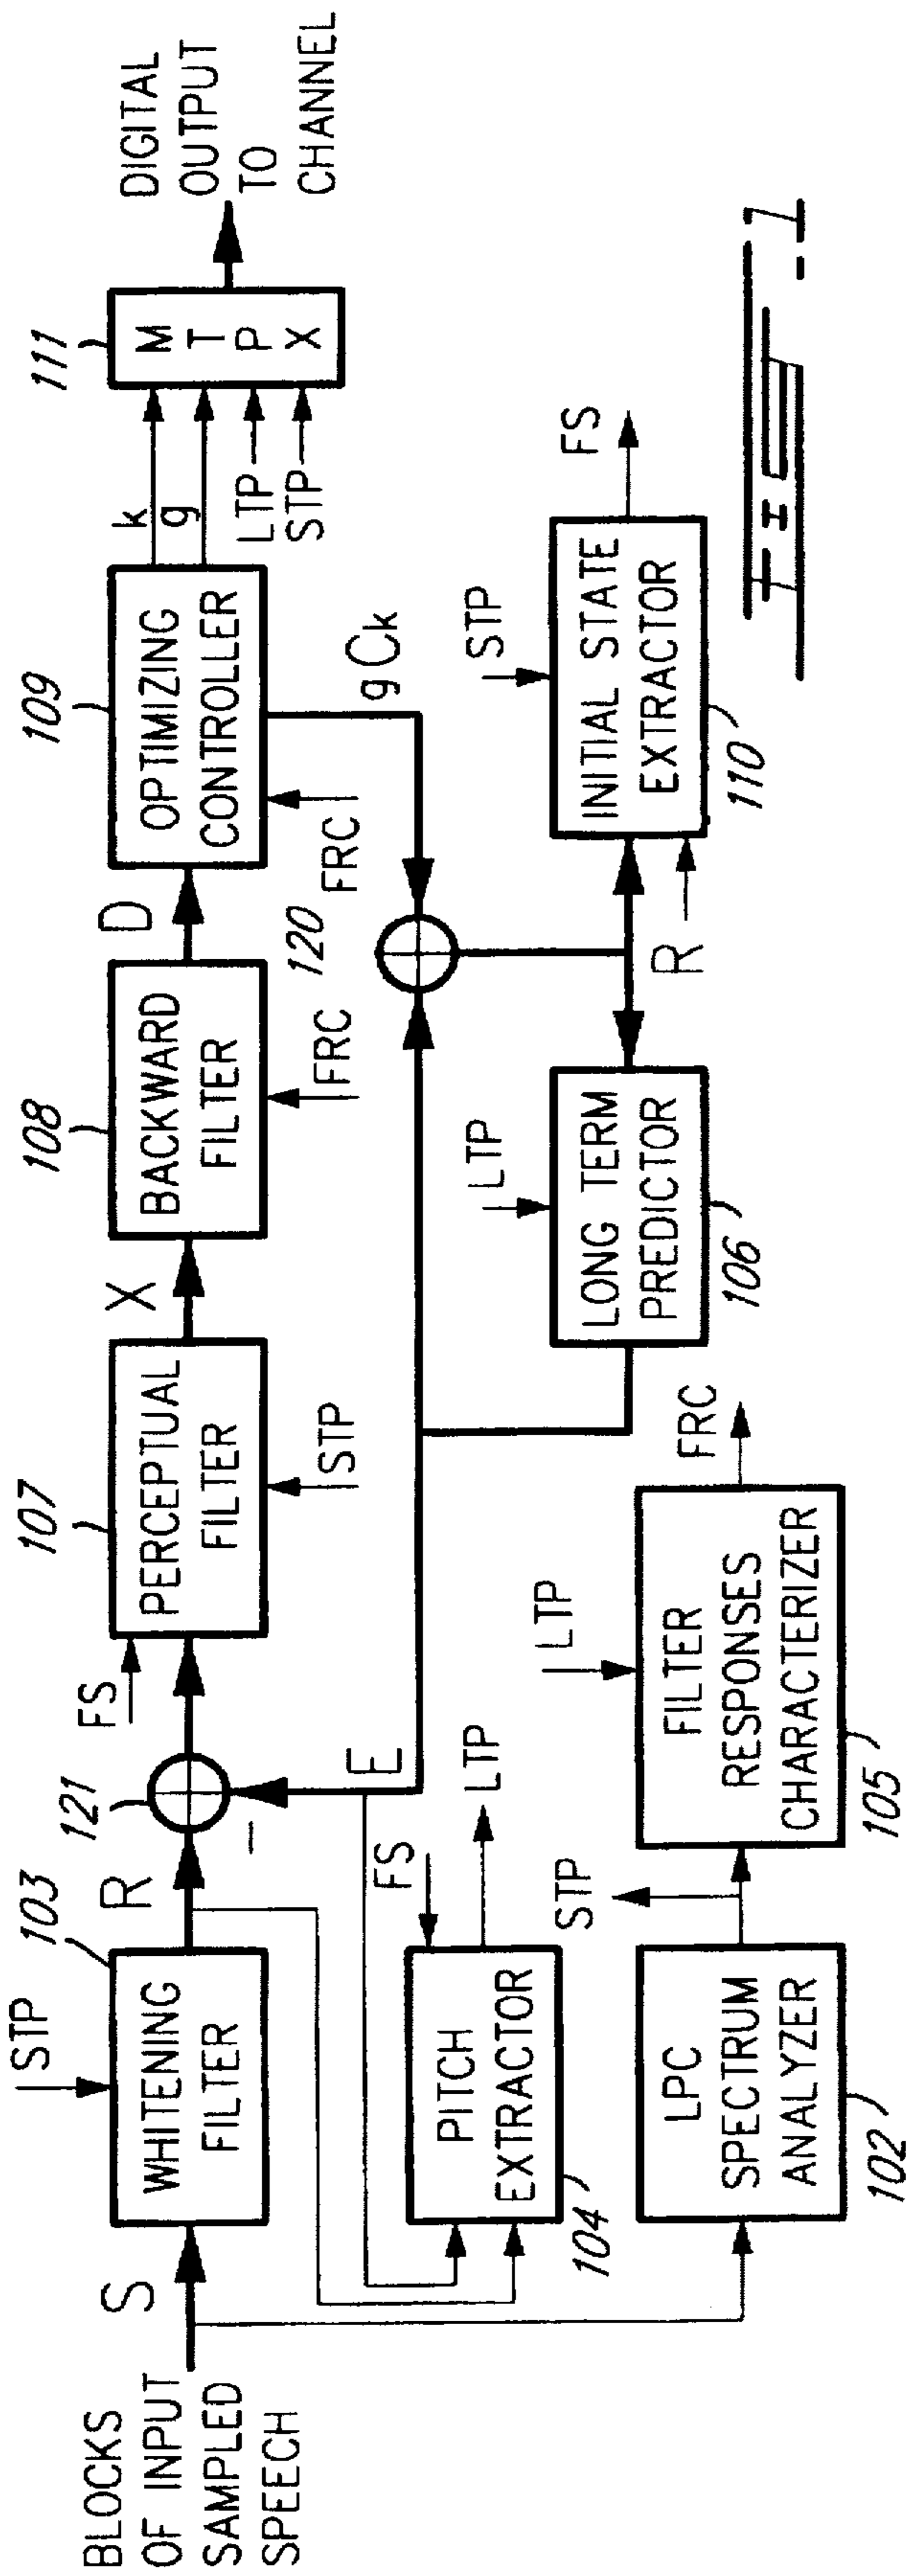 BLOCKS
OF INPUT
SAMPLED
SPEECH
S
STP
WHITENING
FILTER
103
R
121
–
E
FS
PERCEPTUAL
FILTER
107
STP
X
BACKWARD
FILTER
108
FRC
D
OPTIMIZING
CONTROLLER
109
FRC
k
g
LTP
STP
M
T
P
X
111
DIGITAL
OUTPUT
TO
CHANNEL
gCk
120
PITCH
EXTRACTOR
104
FS
LTP
LONG TERM
PREDICTOR
106
LTP
R
INITIAL STATE
EXTRACTOR
110
STP
FS
LPC
SPECTRUM
ANALYZER
102
STP
FILTER
RESPONSES
CHARACTERIZER
105
LTP
FRC
FIG. 1